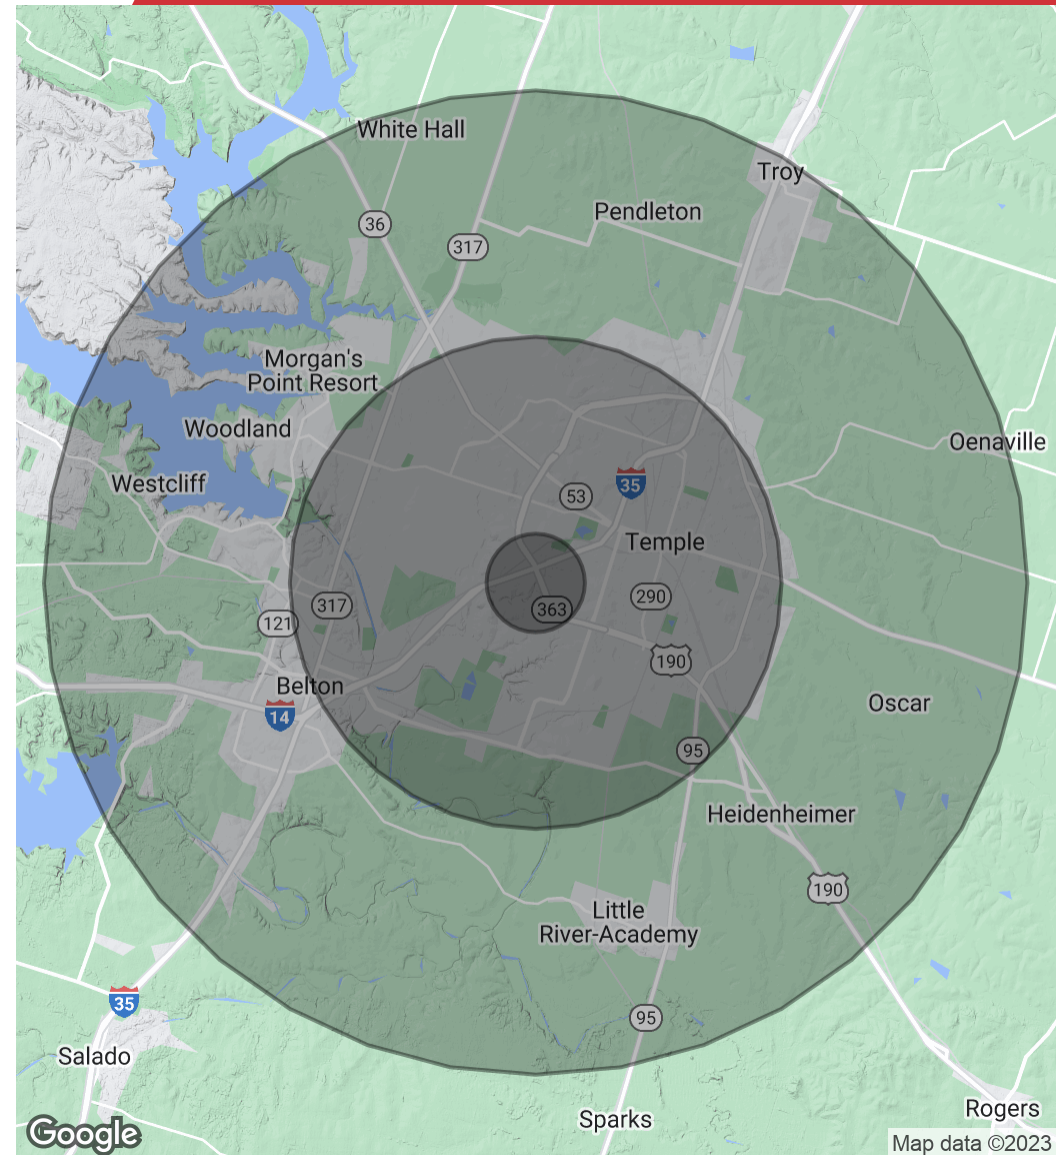 White Hall
Troy
Pendleton
36
317
Morgan's
Point Resort
Woodland
Oenaville
Westcliff
35
53
Temple
290
363
317
121
190
Belton
14
Oscar
95
Heidenheimer
190
Little
River-Academy
35
95
Salado
Sparks
Rogers
Google
Map data ©2023